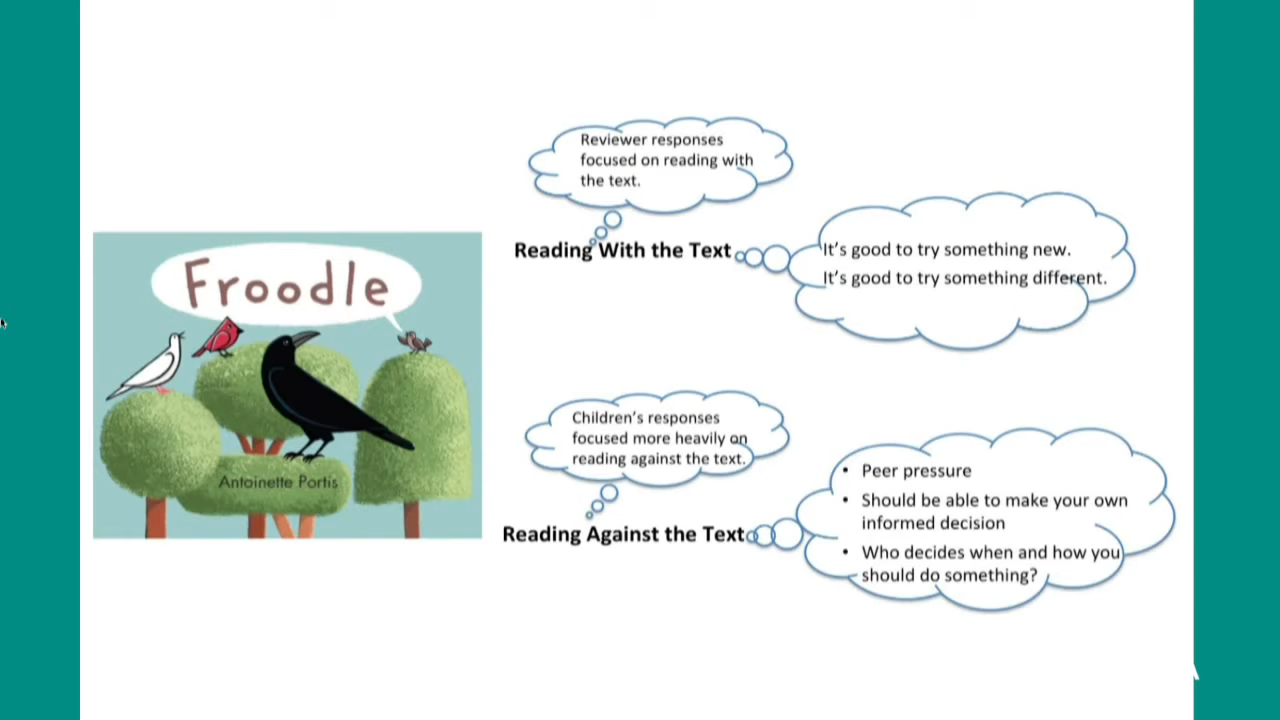 Froodle
Antoinette Portis
Reviewer responses
focused on reading with
the text.
Reading With the Text
It's good to try something new.
It's good to try something different.
Children's responses
focused more heavily on
reading against the text.
Reading Against the Text
• Peer pressure
• Should be able to make your own
informed decision
• Who decides when and how you
should do something?